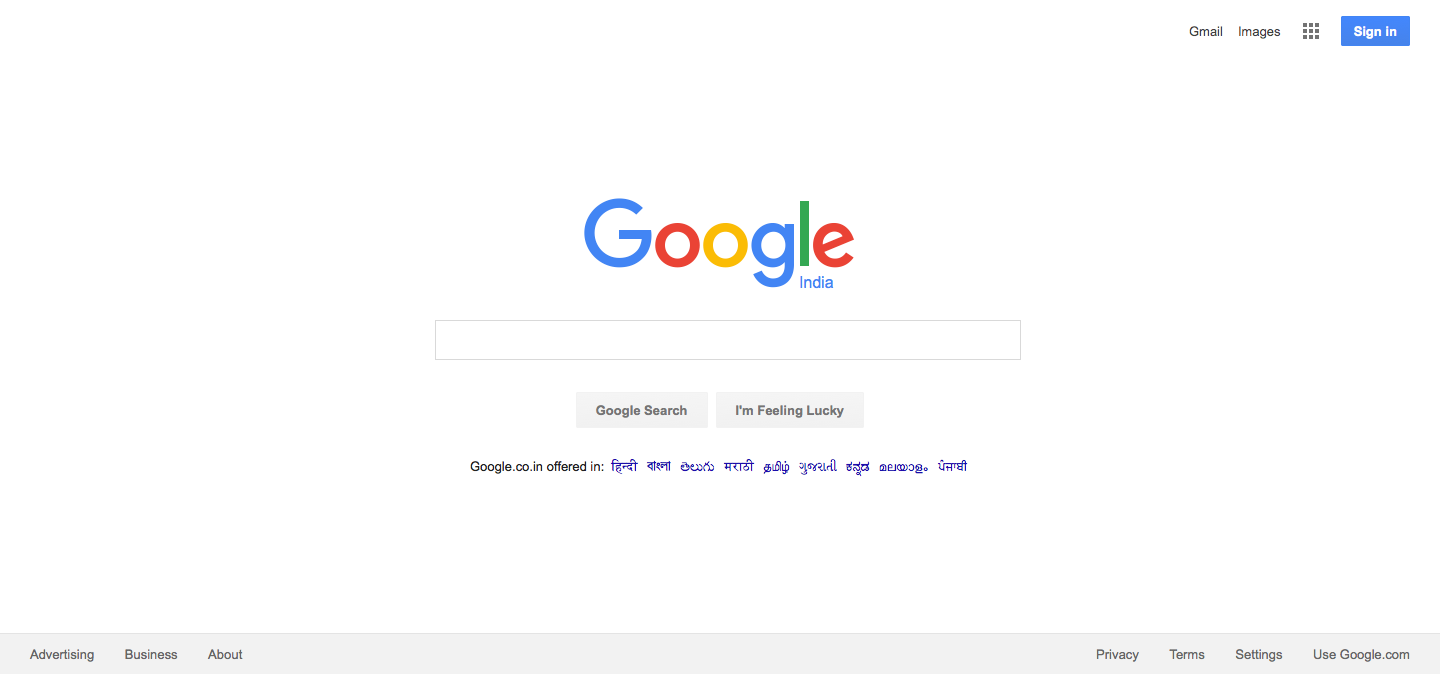 Gmail Images Sign in
Google
India
Google Search I'm Feeling Lucky
Google.co.in offered in: हिन्दी বাংলা తెలుగు मराठी தமிழ் ગુજરાતી ಕನ್ನಡ മലയാളം ਪੰਜਾਬੀ
Advertising Business About Privacy Terms Settings Use Google.com